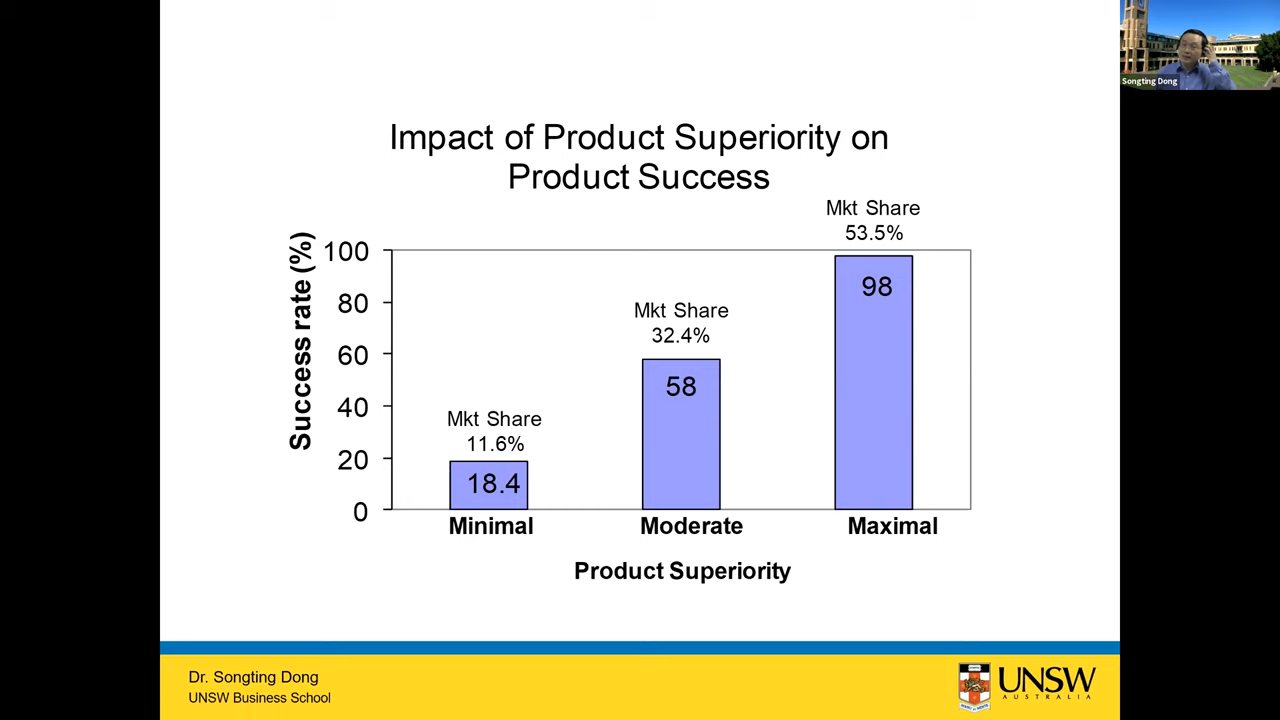 Songting Dong
Impact of Product Superiority on
Product Success
Mkt Share
53.5%
Mkt Share
32.4%
Mkt Share
11.6%
Success rate (%)
100
80
60
40
20
0
18.4
58
98
Minimal
Moderate
Maximal
Product Superiority
Dr. Songting Dong
UNSW Business School
UNSW
AUSTRALIA